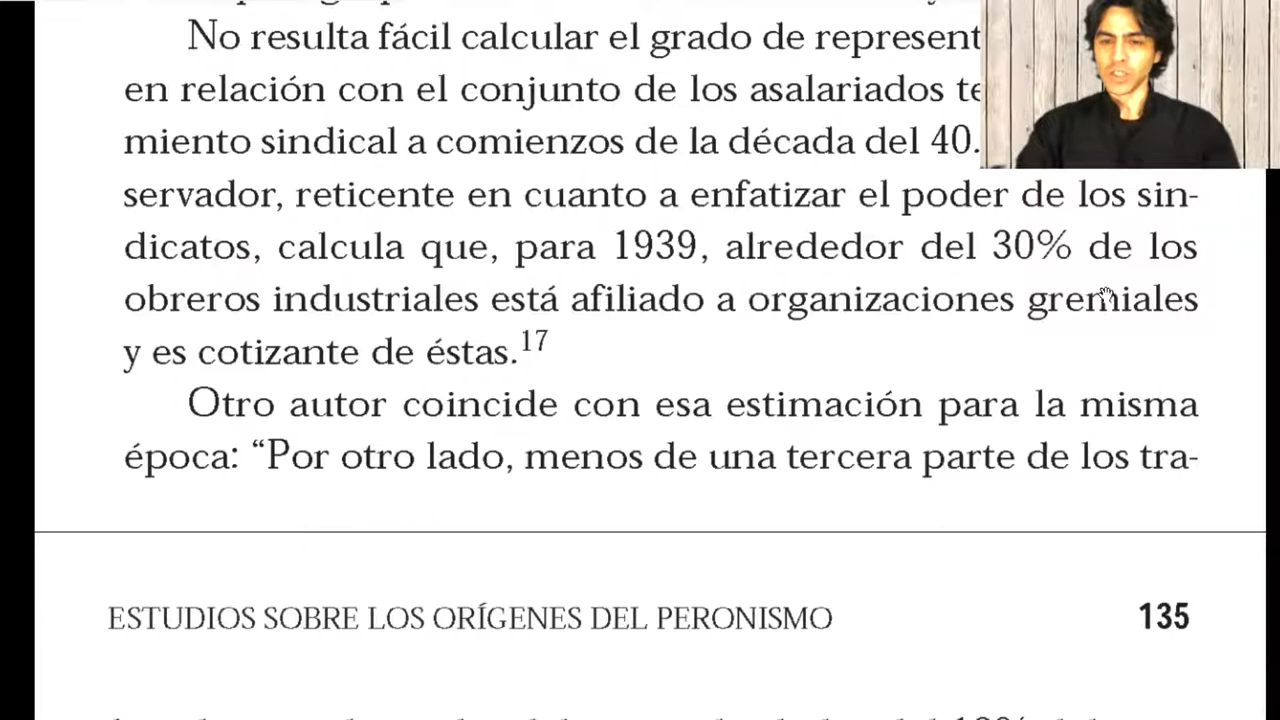 No resulta fácil calcular el grado de
en relación con el conjunto de los asalariados
miento sindical a comienzos de la década del 40.
servador, reticente en cuanto a enfatizar el poder de los sin-
dicatos, calcula que, para 1939, alrededor del 30% de los
obreros industriales está afiliado a organizaciones gremiales
y es cotizante de éstas.17
Otro autor coincide con esa estimación para la misma
época: “Por otro lado, menos de una tercera parte de los tra-
ESTUDIOS SOBRE LOS ORÍGENES DEL PERONISMO 135